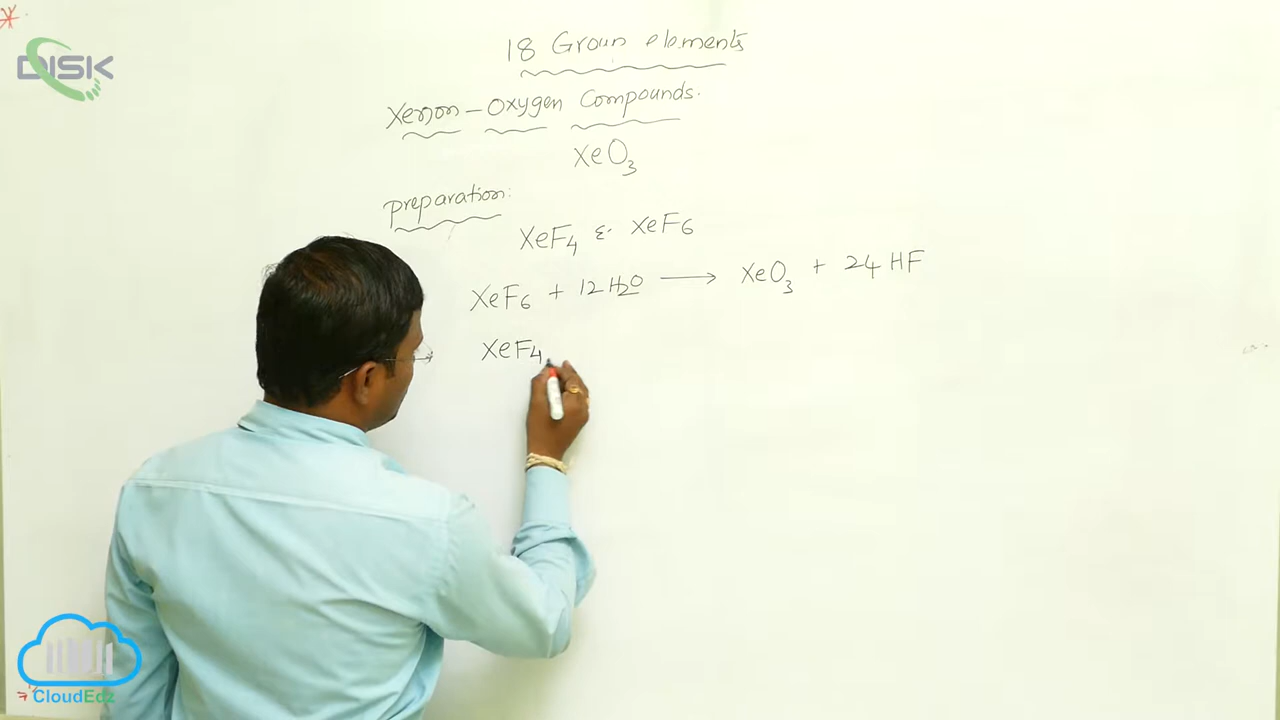 DISK
18 Group elements
Xenon - Oxygen Compounds.
XeO3
preparation:
XeF4 & XeF6
XeF6 + 12 H2O → XeO3 + 24 HF
XeF4
CloudEdz